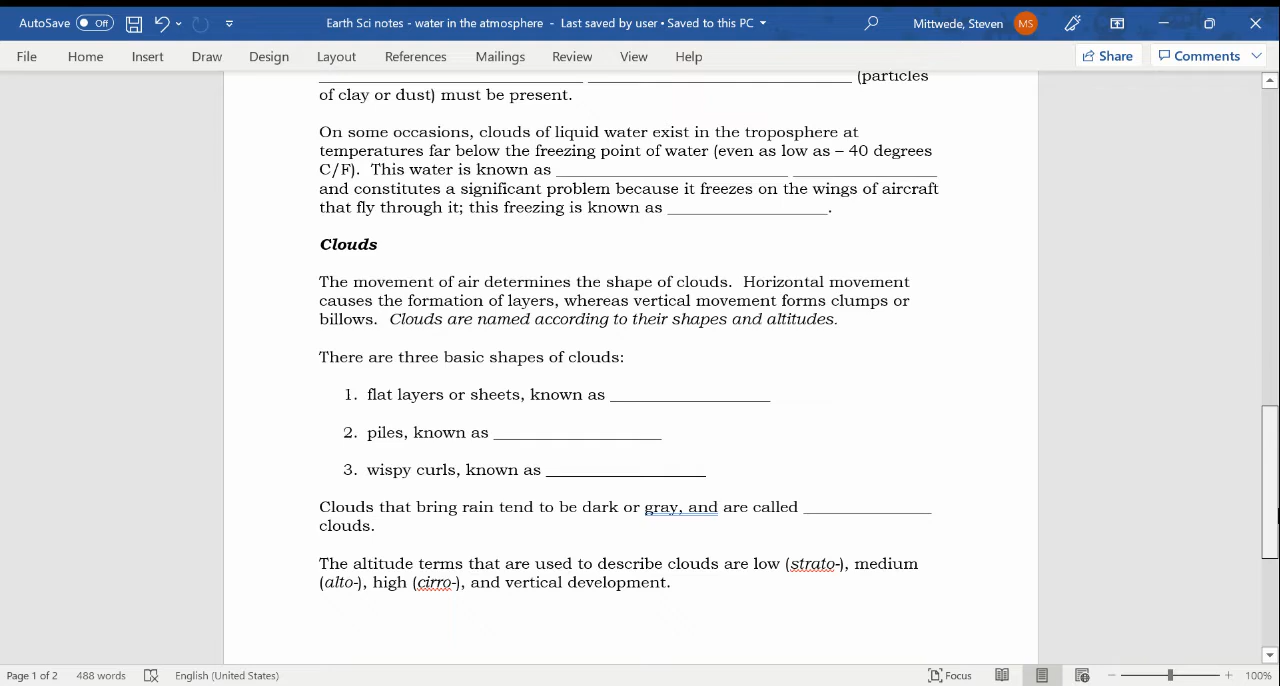 AutoSave Off Earth Sci notes - water in the atmosphere - Last saved by user • Saved to this PC Mittwede, Steven MS
File Home Insert Draw Design Layout References Mailings Review View Help Share Comments
______________________________ ______________________________ (particles
of clay or dust) must be present.
On some occasions, clouds of liquid water exist in the troposphere at
temperatures far below the freezing point of water (even as low as – 40 degrees
C/F). This water is known as __________________________ ________________
and constitutes a significant problem because it freezes on the wings of aircraft
that fly through it; this freezing is known as __________________.
Clouds
The movement of air determines the shape of clouds. Horizontal movement
causes the formation of layers, whereas vertical movement forms clumps or
billows. Clouds are named according to their shapes and altitudes.
There are three basic shapes of clouds:
1. flat layers or sheets, known as __________________
2. piles, known as ___________________
3. wispy curls, known as __________________
Clouds that bring rain tend to be dark or gray, and are called ______________
clouds.
The altitude terms that are used to describe clouds are low (strato-), medium
(alto-), high (cirro-), and vertical development.
Page 1 of 2 488 words English (United States) Focus 100%